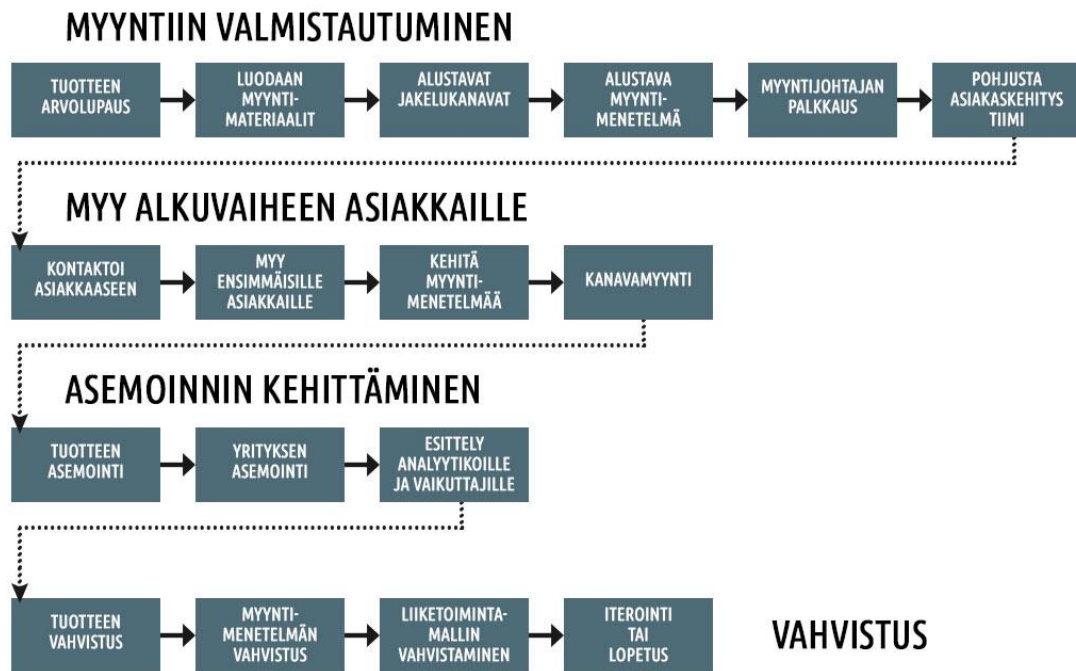 MYYNTIIN VALMISTAUTUMINEN
TUOTTEEN
ARVOLUPAUS
LUODAAN
MYYNTI-
MATERIAALIT
ALUSTAVAT
JAKELUKANAVAT
ALUSTAVA
MYYNTI-
MENETELMÄ
MYYNTIJOHTAJAN
PALKKAUS
POHJUSTA
ASIAKASKEHITYS
TIIMI
MYY ALKUVAIHEEN ASIAKKAILLE
KONTAKTOI
ASIAKKAASEEN
MYY
ENSIMMÄISILLE
ASIAKKAILLE
KEHITÄ
MYYNTI-
MENETELMÄÄ
KANAVAMYYNTI
ASEMOINNIN KEHITTÄMINEN
TUOTTEEN
ASEMOINTI
YRITYKSEN
ASEMOINTI
ESITTELY
ANALYYTIKOILLE
JA VAIKUTTAJILLE
TUOTTEEN
VAHVISTUS
MYYNTI-
MENETELMÄN
VAHVISTUS
LIIKETOIMINTA-
MALLIN
VAHVISTAMINEN
ITEROINTI
TAI
LOPETUS
VAHVISTUS